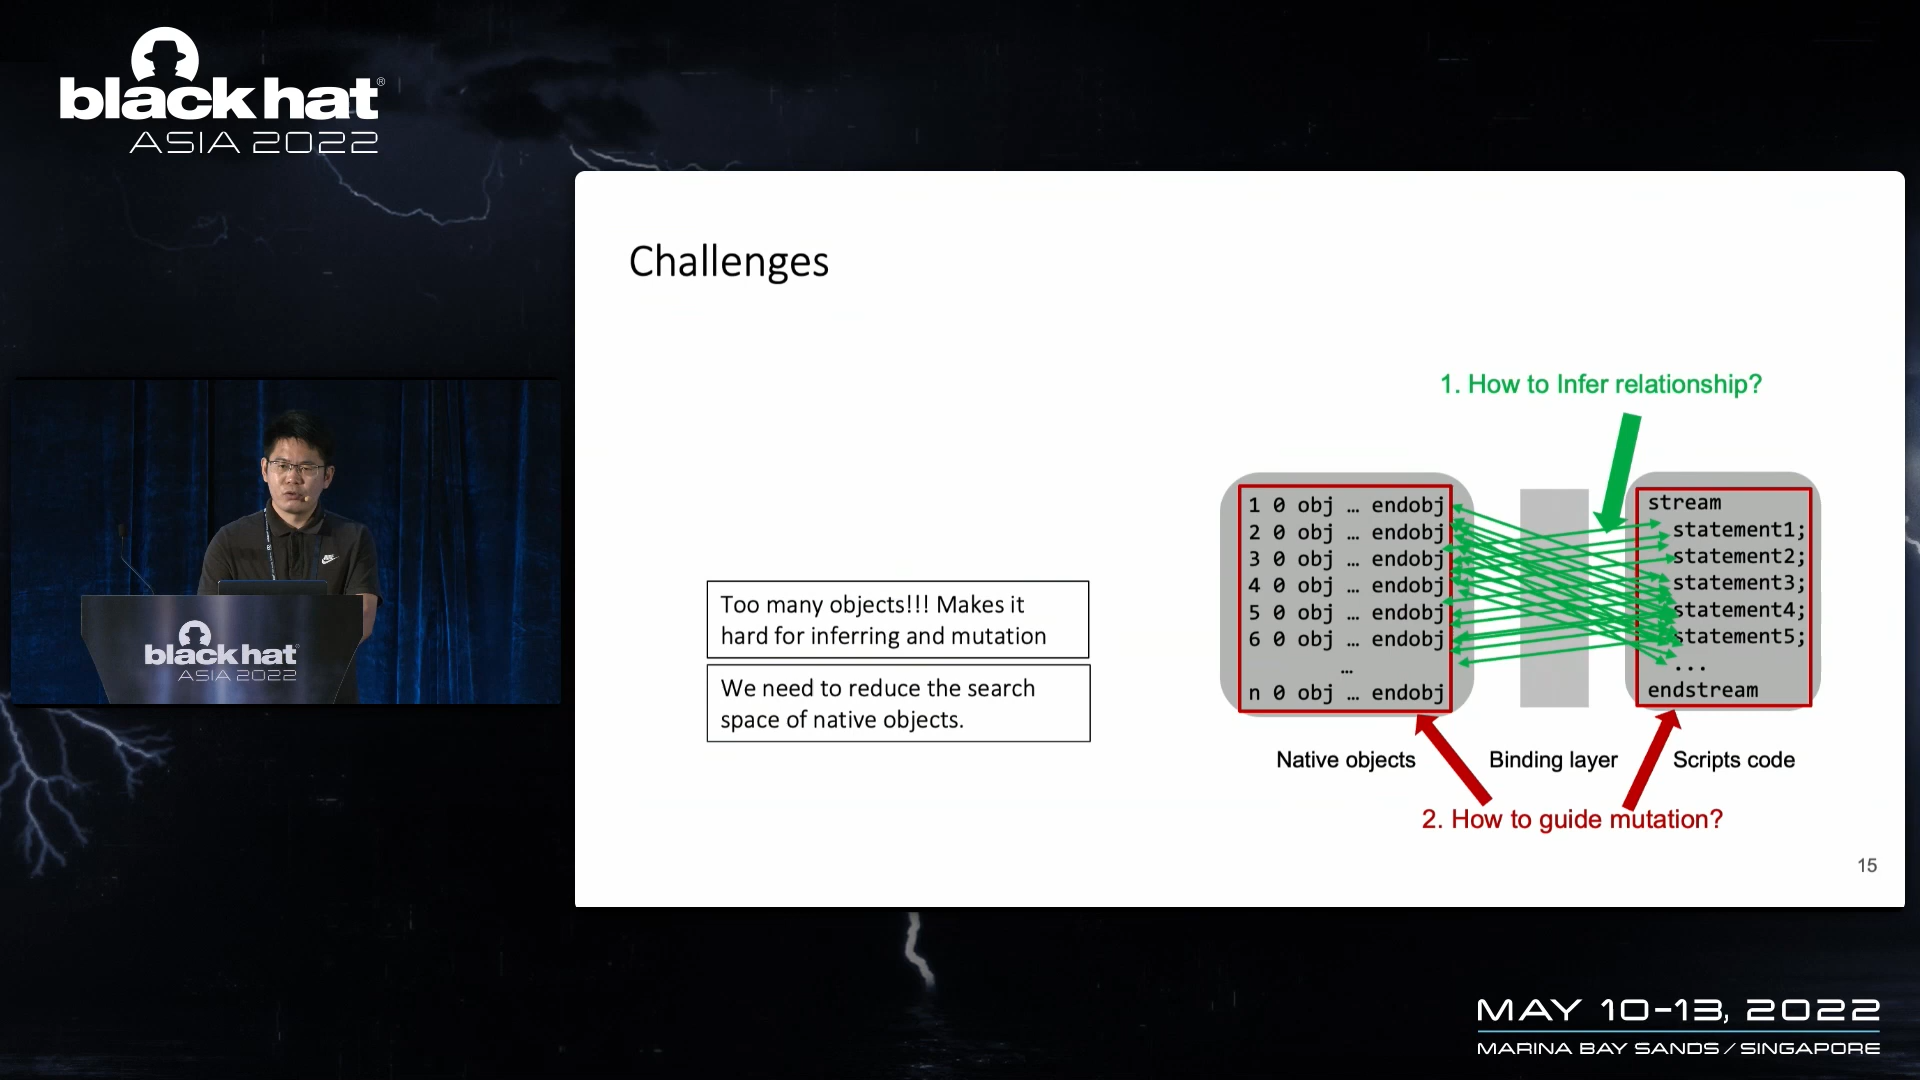 black hat®
ASIA 2022
Challenges
1. How to Infer relationship?
1 0 obj … endobj
2 0 obj … endobj
3 0 obj … endobj
4 0 obj … endobj
5 0 obj … endobj
6 0 obj … endobj
…
n 0 obj … endobj
stream
statement1;
statement2;
statement3;
statement4;
statement5;
...
endstream
Too many objects!!! Makes it
hard for inferring and mutation
We need to reduce the search
space of native objects.
Native objects
Binding layer
Scripts code
2. How to guide mutation?
15
black hat
ASIA 2022
MAY 10-13, 2022
MARINA BAY SANDS / SINGAPORE